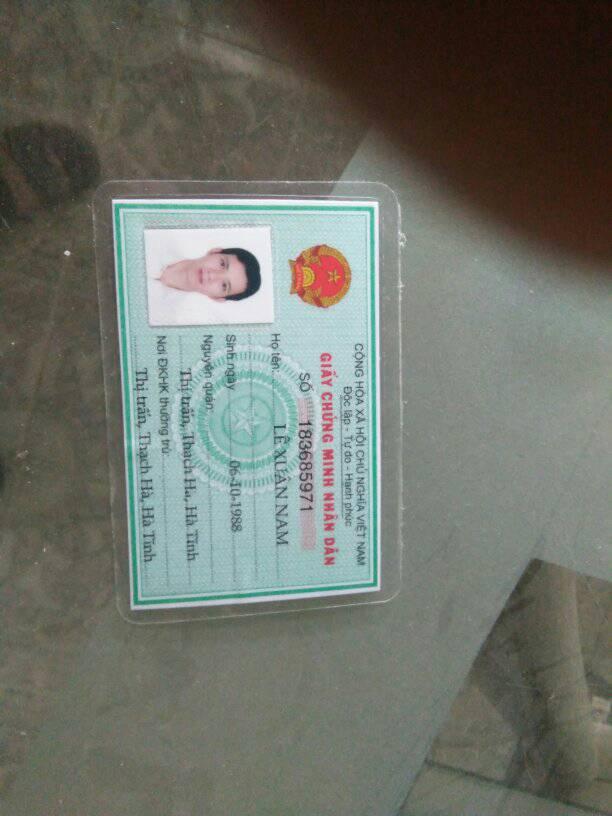 CỘNG HÒA XÃ HỘI CHỦ NGHĨA VIỆT NAM
Độc lập - Tự do - Hạnh phúc
GIẤY CHỨNG MINH NHÂN DÂN
SỐ 183685971
Họ tên: LÊ XUÂN NAM
Sinh ngày 06-10-1988
Nguyên quán:
Thị trấn, Thạch Hà, Hà Tĩnh
Nơi ĐKHK thường trú:
Thị trấn, Thạch Hà, Hà Tĩnh